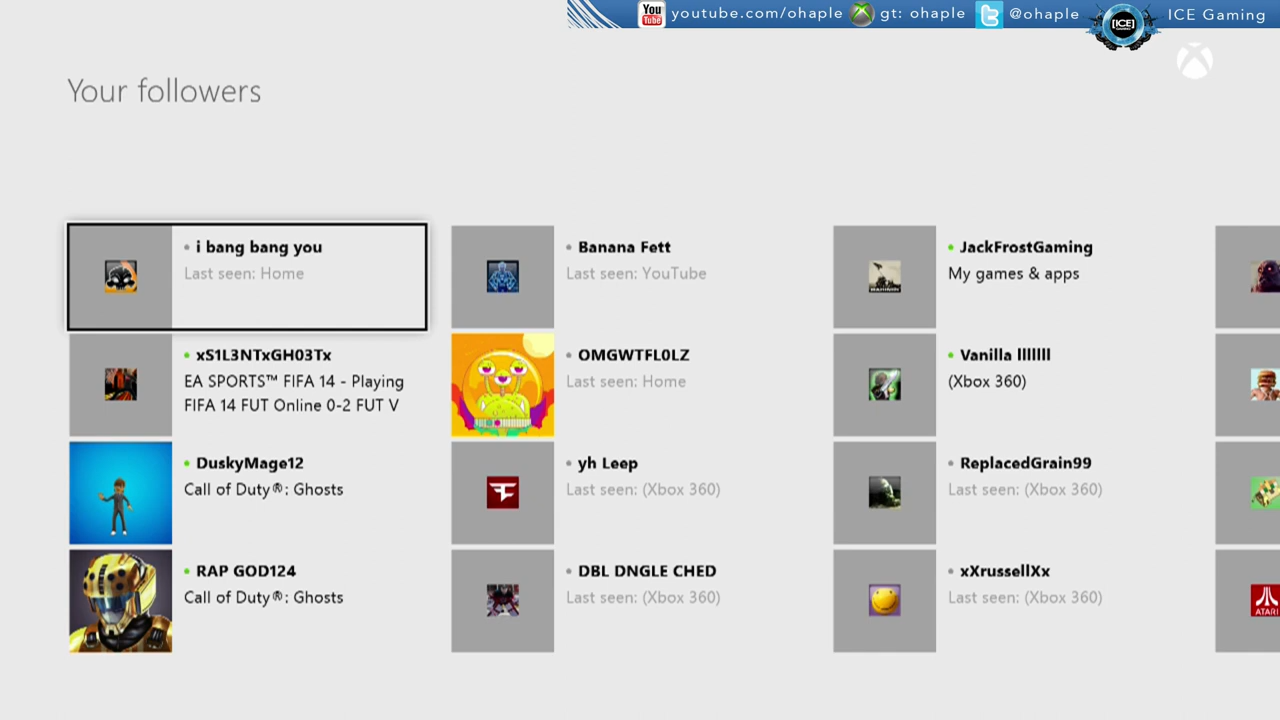 You Tube youtube.com/ohaple gt: ohaple @ohaple [ICE] ICE Gaming
Your followers
i bang bang you
Last seen: Home
xS1L3NTxGH03Tx
EA SPORTS™ FIFA 14 - Playing
FIFA 14 FUT Online 0-2 FUT V
DuskyMage12
Call of Duty®: Ghosts
RAP GOD124
Call of Duty®: Ghosts
Banana Fett
Last seen: YouTube
OMGWTFL0LZ
Last seen: Home
yh Leep
Last seen: (Xbox 360)
DBL DNGLE CHED
Last seen: (Xbox 360)
JackFrostGaming
My games & apps
Vanilla lllllll
(Xbox 360)
ReplacedGrain99
Last seen: (Xbox 360)
xXrussellXx
Last seen: (Xbox 360)
ATARI